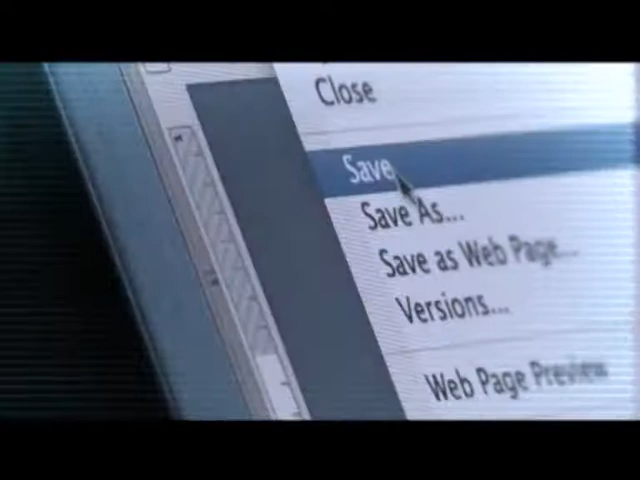 Close
Save
Save As...
Save as Web Page...
Versions...
Web Page Preview